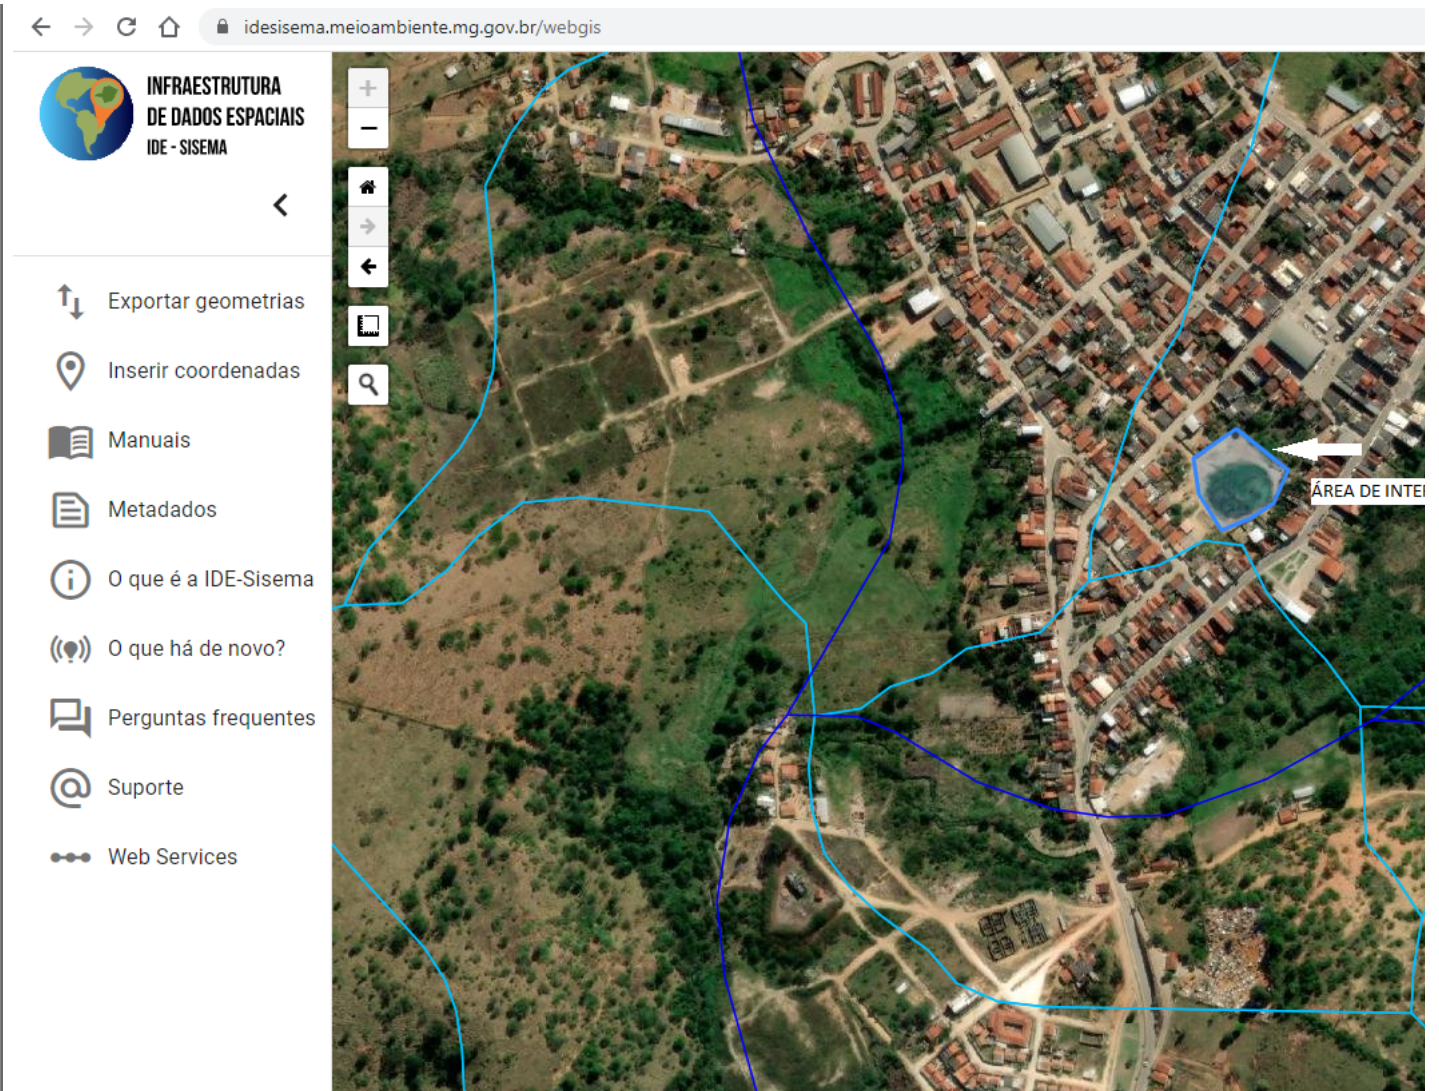 idesisema.meioambiente.mg.gov.br/webgis
INFRAESTRUTURA
DE DADOS ESPACIAIS
IDE - SISEMA
Exportar geometrias
Inserir coordenadas
Manuais
Metadados
O que é a IDE-Sisema
O que há de novo?
Perguntas frequentes
Suporte
Web Services
ÁREA DE INTE